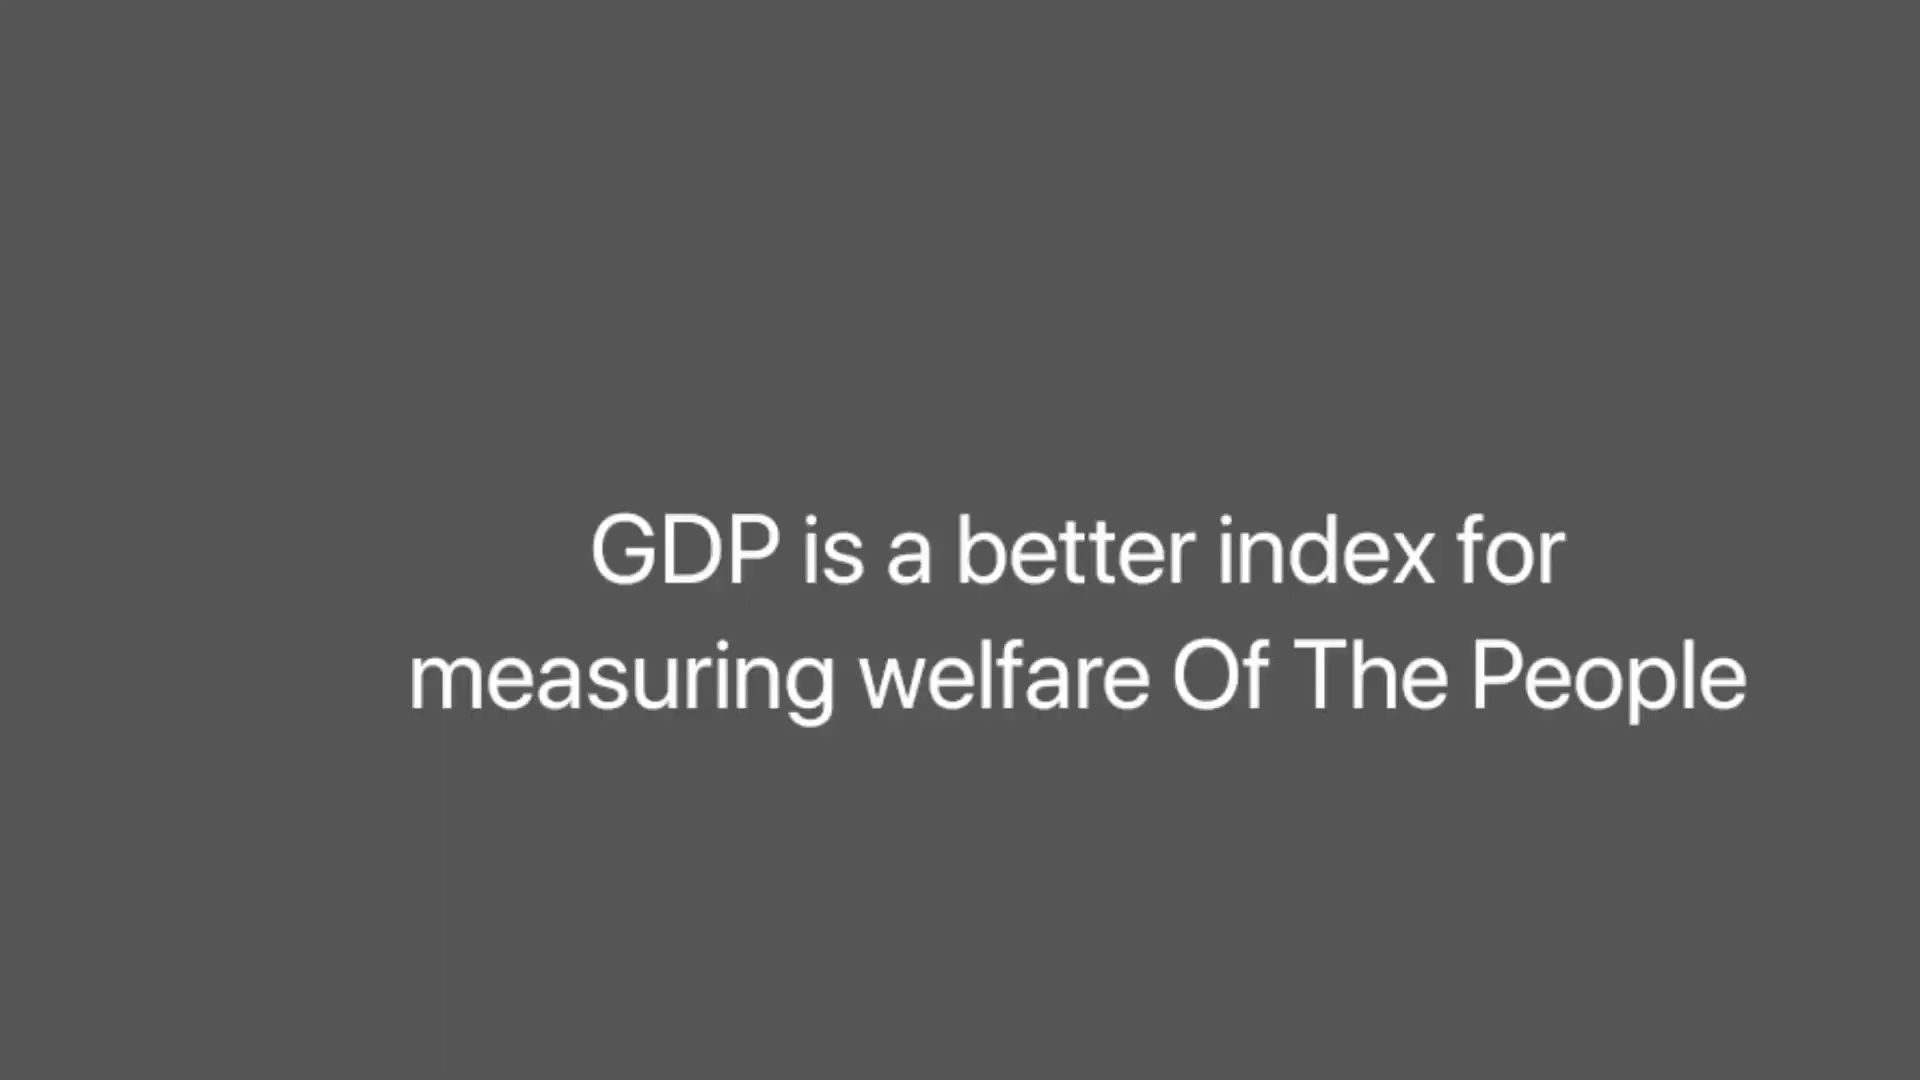 GDP is a better index for
measuring welfare Of The People